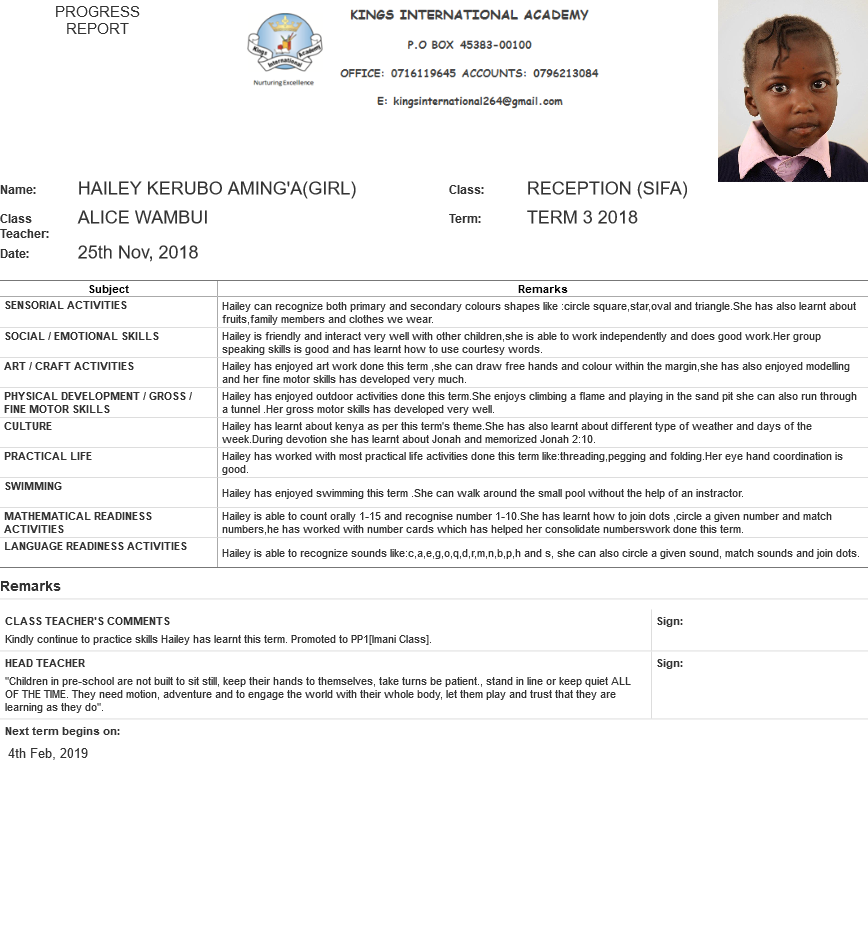 PROGRESS
REPORT
KINGS INTERNATIONAL ACADEMY
P.O BOX 45383-00100
OFFICE: 0716119645 ACCOUNTS: 0796213084
E: kingsinternational264@gmail.com
Kings International Academy
Nurturing Excellence
Name: HAILEY KERUBO AMING'A(GIRL) Class: RECEPTION (SIFA)
Class Teacher: ALICE WAMBUI Term: TERM 3 2018
Date: 25th Nov, 2018
Subject Remarks
SENSORIAL ACTIVITIES
Hailey can recognize both primary and secondary colours shapes like :circle square,star,oval and triangle.She has also learnt about
fruits,family members and clothes we wear.
SOCIAL / EMOTIONAL SKILLS
Hailey is friendly and interact very well with other children,she is able to work independently and does good work.Her group
speaking skills is good and has learnt how to use courtesy words.
ART / CRAFT ACTIVITIES
Hailey has enjoyed art work done this term ,she can draw free hands and colour within the margin,she has also enjoyed modelling
and her fine motor skills has developed very much.
PHYSICAL DEVELOPMENT / GROSS /
FINE MOTOR SKILLS
Hailey has enjoyed outdoor activities done this term.She enjoys climbing a flame and playing in the sand pit she can also run through
a tunnel .Her gross motor skills has developed very well.
CULTURE
Hailey has learnt about kenya as per this term's theme.She has also learnt about different type of weather and days of the
week.During devotion she has learnt about Jonah and memorized Jonah 2:10.
PRACTICAL LIFE
Hailey has worked with most practical life activities done this term like:threading,pegging and folding.Her eye hand coordination is
good.
SWIMMING
Hailey has enjoyed swimming this term .She can walk around the small pool without the help of an instractor.
MATHEMATICAL READINESS
ACTIVITIES
Hailey is able to count orally 1-15 and recognise number 1-10.She has learnt how to join dots ,circle a given number and match
numbers,he has worked with number cards which has helped her consolidate numberswork done this term.
LANGUAGE READINESS ACTIVITIES
Hailey is able to recognize sounds like:c,a,e,g,o,q,d,r,m,n,b,p,h and s, she can also circle a given sound, match sounds and join dots.
Remarks
CLASS TEACHER'S COMMENTS Sign:
Kindly continue to practice skills Hailey has learnt this term. Promoted to PP1[Imani Class].
HEAD TEACHER Sign:
"Children in pre-school are not built to sit still, keep their hands to themselves, take turns be patient., stand in line or keep quiet ALL
OF THE TIME. They need motion, adventure and to engage the world with their whole body, let them play and trust that they are
learning as they do".
Next term begins on:
4th Feb, 2019